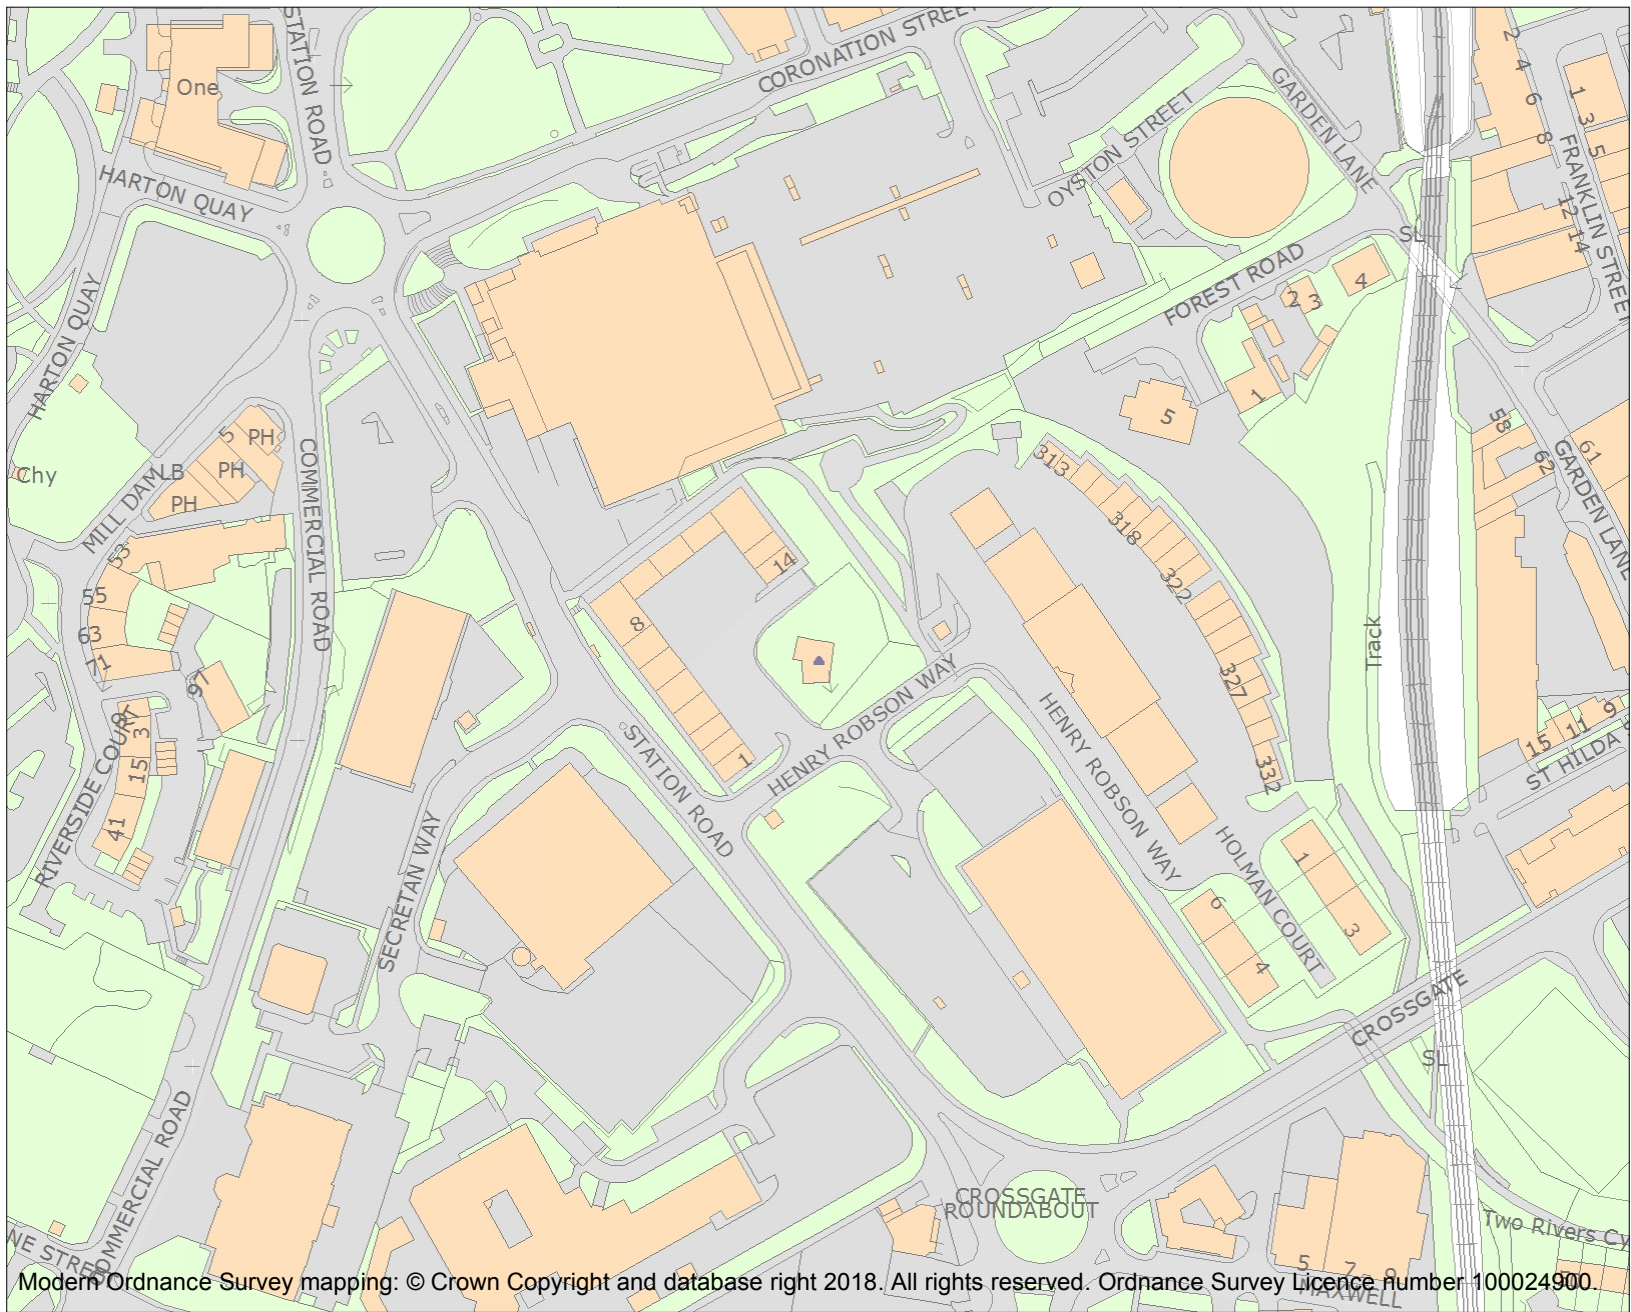 STATION ROAD
CORONATION STREET
One
HARTON QUAY
OYSTON STREET
GARDEN LANE
2
4
6
8
12
14
1
3
5
FRANKLIN STREET
HARTON QUAY
SL
FOREST ROAD
4
2 3
1
5
5
PH
PH
PH
LB
MILL DAM
Chy
COMMERCIAL ROAD
53
55
63
71
97
9
3
15
41
RIVERSIDE COURT
313
318
322
327
332
58
62
61
GARDEN LANE
Track
14
8
1
HENRY ROBSON WAY
HENRY ROBSON WAY
STATION ROAD
SECRETAN WAY
15 11 9
ST HILDA
HOLMAN COURT
1
3
6
4
CROSSGATE
SL
COMMERCIAL ROAD
CROSSGATE
ROUNDABOUT
Two Rivers Cy
5 7 9
MAXWELL
Modern Ordnance Survey mapping: © Crown Copyright and database right 2018. All rights reserved. Ordnance Survey Licence number 100024900.